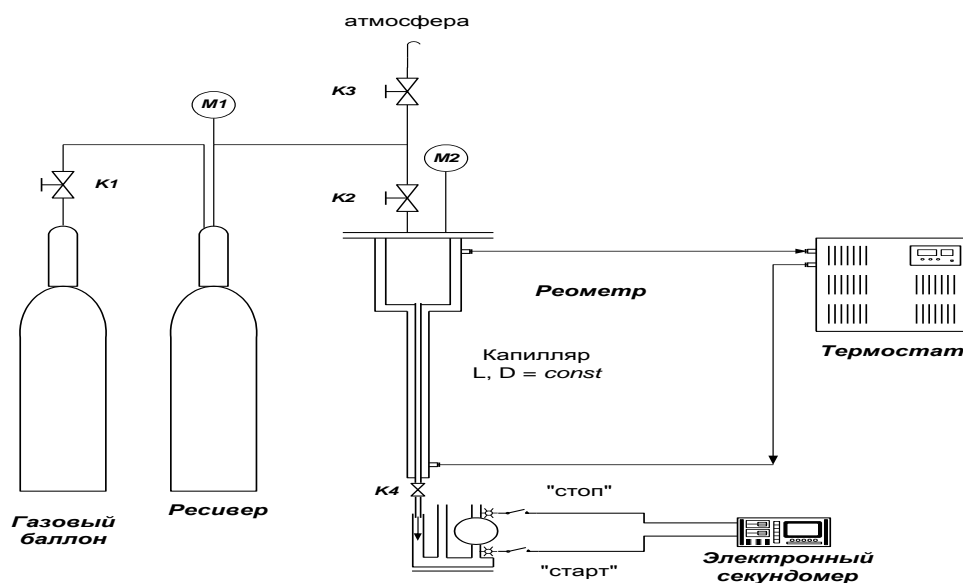 атмосфера
K3
M1
M2
K1
K2
Реометр
Термостат
Капилляр
L, D = const
K4
"стоп"
Газовый
баллон
Ресивер
"старт"
Электронный
секундомер